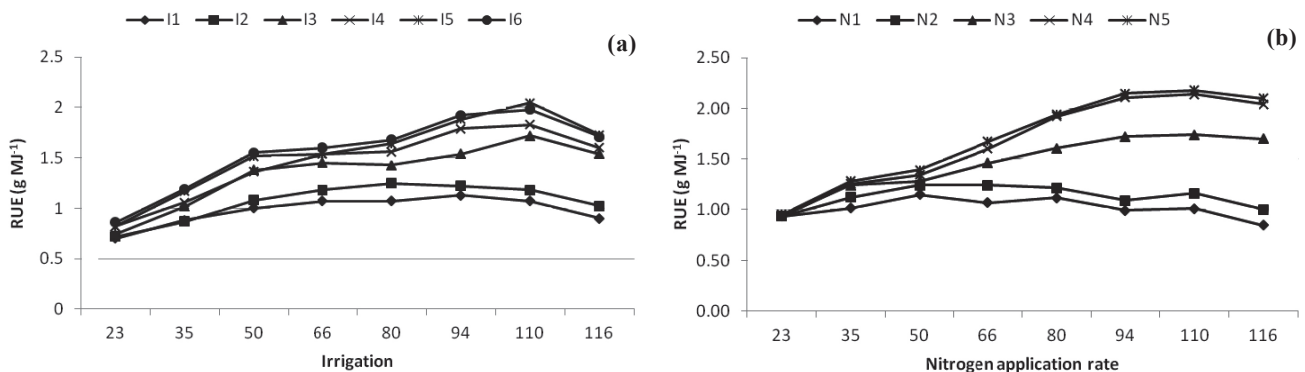 I1 I2 I3 I4 I5 I6
(a)
2.5
2
1.5
1
0.5
0
RUE (g MJ-1)
23 35 50 66 80 94 110 116
Irrigation
N1 N2 N3 N4 N5
(b)
2.50
2.00
1.50
1.00
0.50
0.00
RUE (g MJ-1)
23 35 50 66 80 94 110 116
Nitrogen application rate